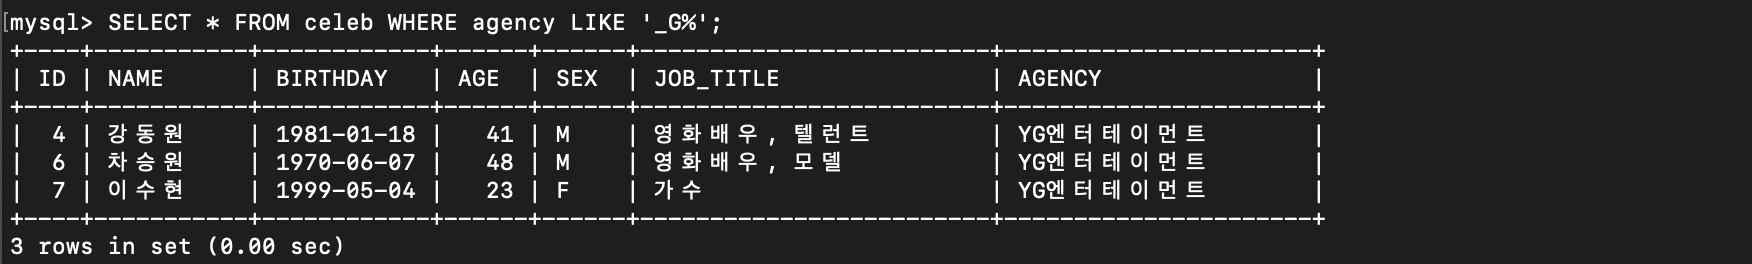 mysql> SELECT * FROM celeb WHERE agency LIKE '_G%';
+----+-----------+------------+------+------+-------------------------+----------------------+
| ID | NAME      | BIRTHDAY   | AGE  | SEX  | JOB_TITLE               | AGENCY               |
+----+-----------+------------+------+------+-------------------------+----------------------+
|  4 | 강동원    | 1981-01-18 |   41 | M    | 영화배우, 텔런트        | YG엔터테이먼트       |
|  6 | 차승원    | 1970-06-07 |   48 | M    | 영화배우, 모델          | YG엔터테이먼트       |
|  7 | 이수현    | 1999-05-04 |   23 | F    | 가수                    | YG엔터테이먼트       |
+----+-----------+------------+------+------+-------------------------+----------------------+
3 rows in set (0.00 sec)